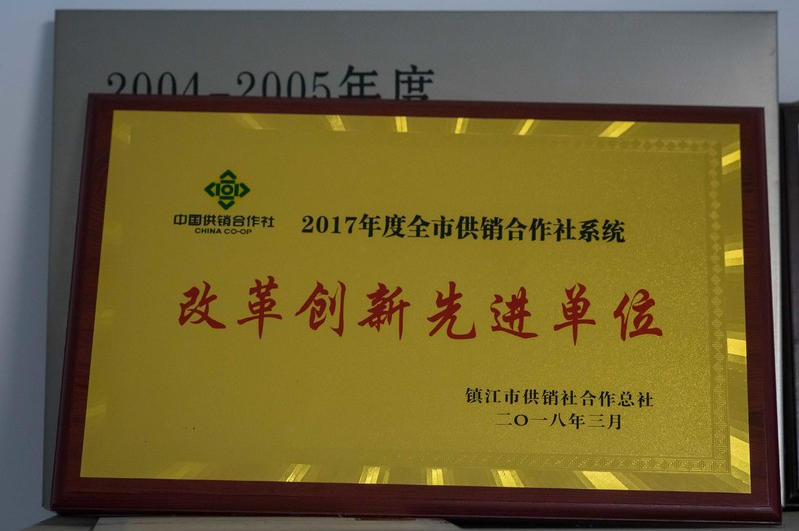 2004-2005年度
中国供销合作社
CHINA CO-OP
2017年度全市供销合作社系统
改革创新先进单位
镇江市供销社合作总社
二〇一八年三月